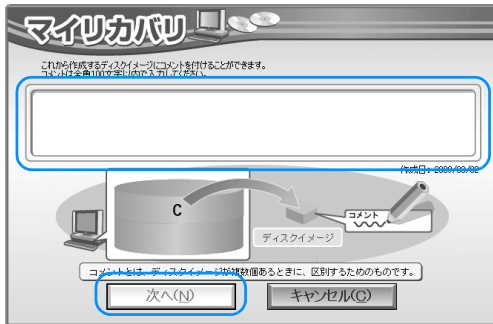 マイリカバリ
これから作成するディスクイメージにコメントを付けることができます。
コメントは全角100文字以内で入力してください。
作成日：2009/09/02
C
コメント
ディスクイメージ
コメントとは、ディスクイメージが複数個あるときに、区別するためのものです。
次へ(N)
キャンセル(C)